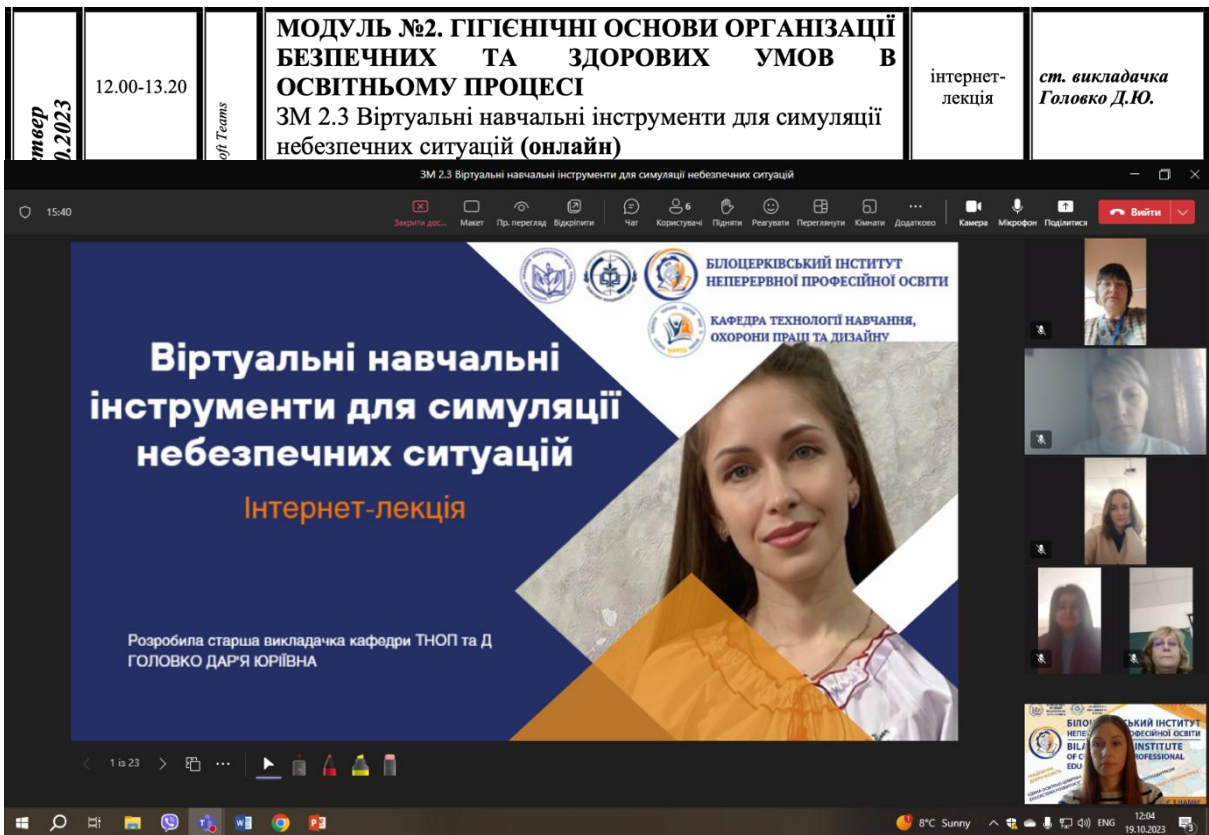 12.00-13.20
МОДУЛЬ №2. ГІГІЄНІЧНІ ОСНОВИ ОРГАНІЗАЦІЇ
БЕЗПЕЧНИХ ТА ЗДОРОВИХ УМОВ В
ОСВІТНЬОМУ ПРОЦЕСІ
ЗМ 2.3 Віртуальні навчальні інструменти для симуляції
небезпечних ситуацій (онлайн)
інтернет-
лекція
ст. викладачка
Головко Д.Ю.
ЗМ 2.3 Віртуальні навчальні інструменти для симуляції небезпечних ситуацій
15:40
Закрити дос...
Макет
Пр. перегляд
Відкріпити
Чат
6
Користувачі
Підняти
Реагувати
Переглянути
Кімнати
Додатково
Камера
Мікрофон
Поділитися
Вийти
БІЛОЦЕРКІВСЬКИЙ ІНСТИТУТ
НЕПЕРЕРВНОЇ ПРОФЕСІЙНОЇ ОСВІТИ
КАФЕДРА ТЕХНОЛОГІЇ НАВЧАННЯ,
ОХОРОНИ ПРАЦІ ТА ДИЗАЙНУ
Віртуальні навчальні
інструменти для симуляції
небезпечних ситуацій
Інтернет-лекція
Розробила старша викладачка кафедри ТНОП та Д
ГОЛОВКО ДАР'Я ЮРІЇВНА
1 із 23
8°C Sunny
ENG
12:04
19.10.2023